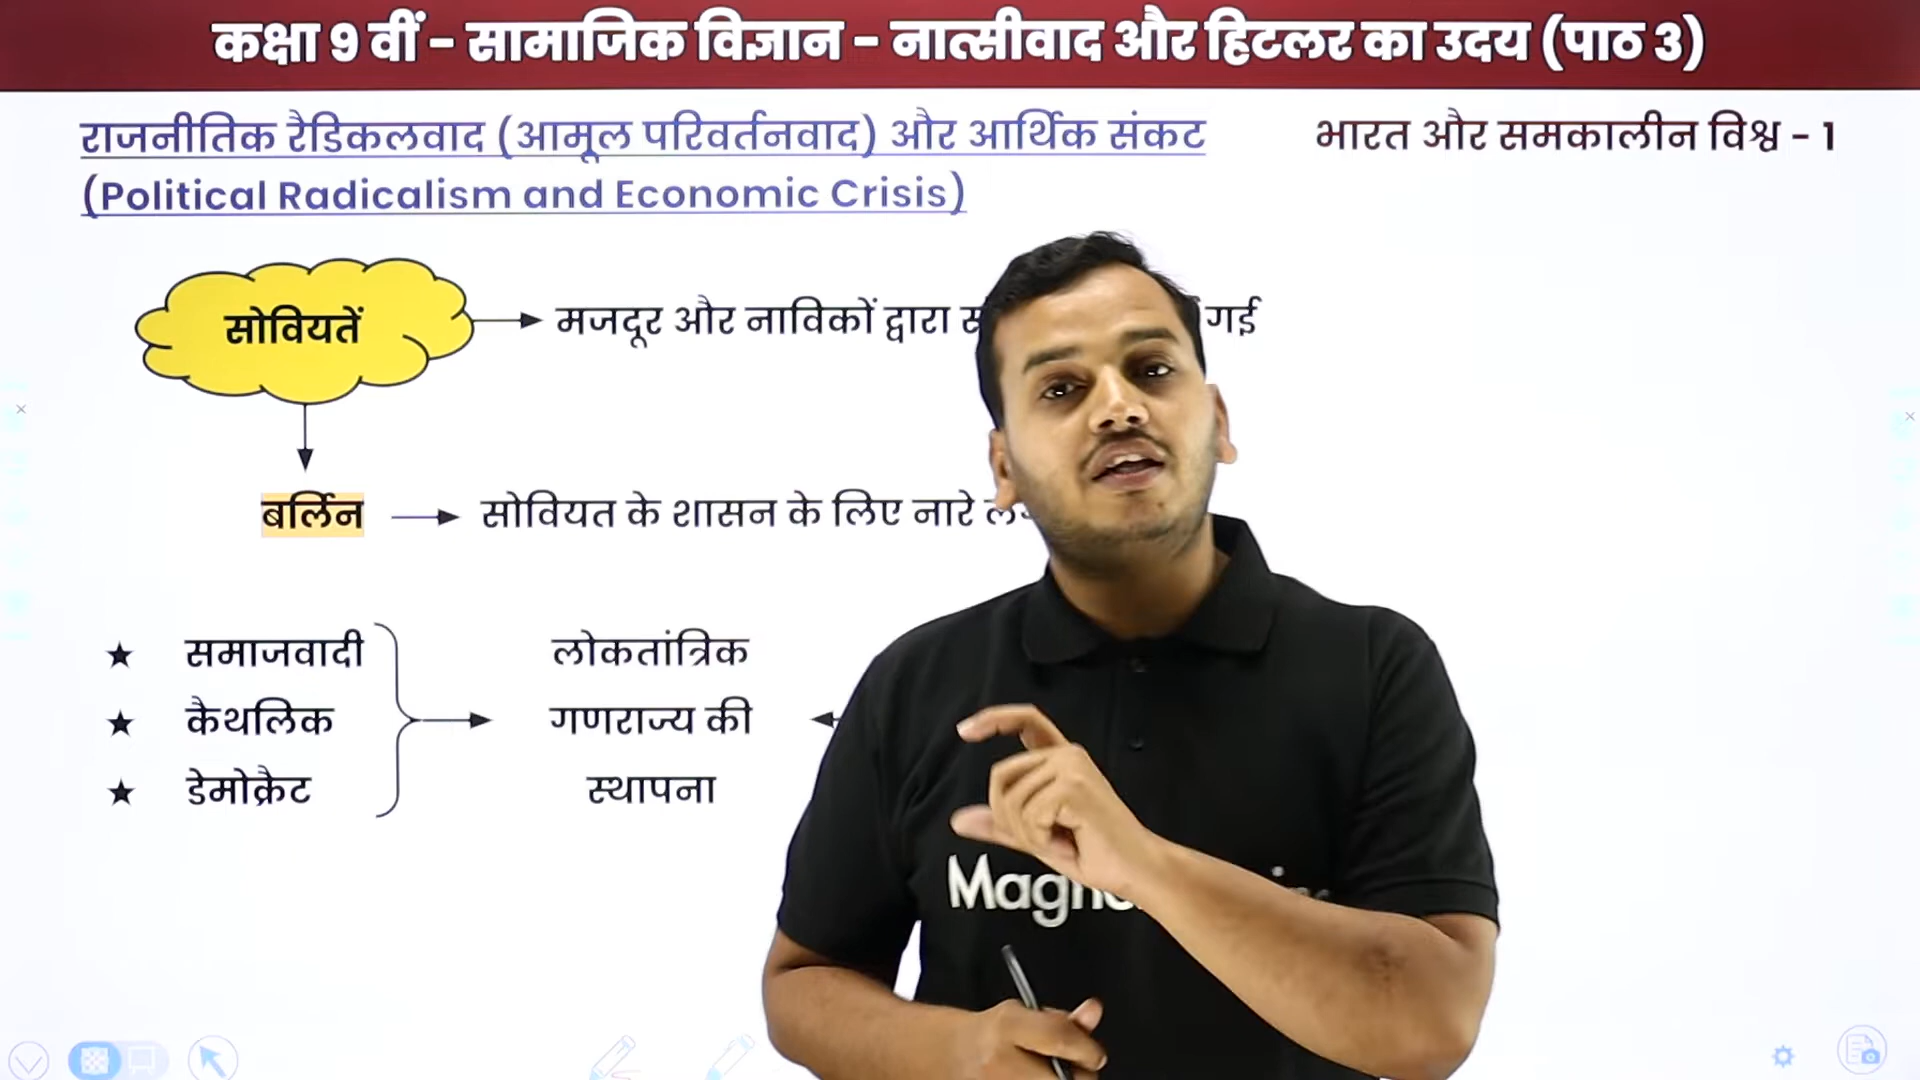 कक्षा 9 वीं - सामाजिक विज्ञान - नात्सीवाद और हिटलर का उदय (पाठ 3)
राजनीतिक रैडिकलवाद (आमूल परिवर्तनवाद) और आर्थिक संकट
भारत और समकालीन विश्व - 1
(Political Radicalism and Economic Crisis)
सोवियतें
मजदूर और नाविकों द्वारा
गई
बर्लिन
सोवियत के शासन के लिए नारे
★ समाजवादी
लोकतांत्रिक
★ कैथलिक
गणराज्य की
★ डेमोक्रैट
स्थापना